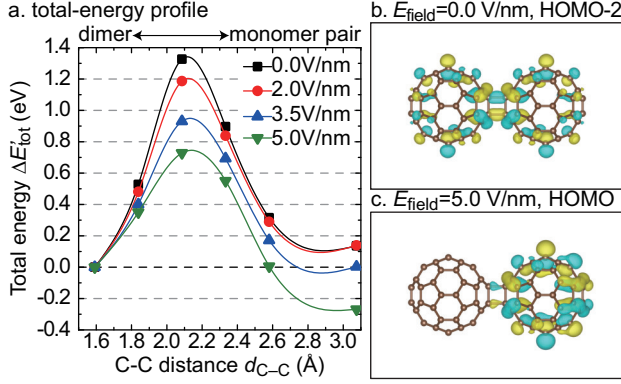 a. total-energy profile
dimer monomer pair
Total energy ΔE'tot (eV)
1.4
1.2
1.0
0.8
0.6
0.4
0.2
0.0
-0.2
-0.4
0.0V/nm
2.0V/nm
3.5V/nm
5.0V/nm
1.6 1.8 2.0 2.2 2.4 2.6 2.8 3.0
C-C distance dC–C (Å)
b. Efield=0.0 V/nm, HOMO-2
c. Efield=5.0 V/nm, HOMO